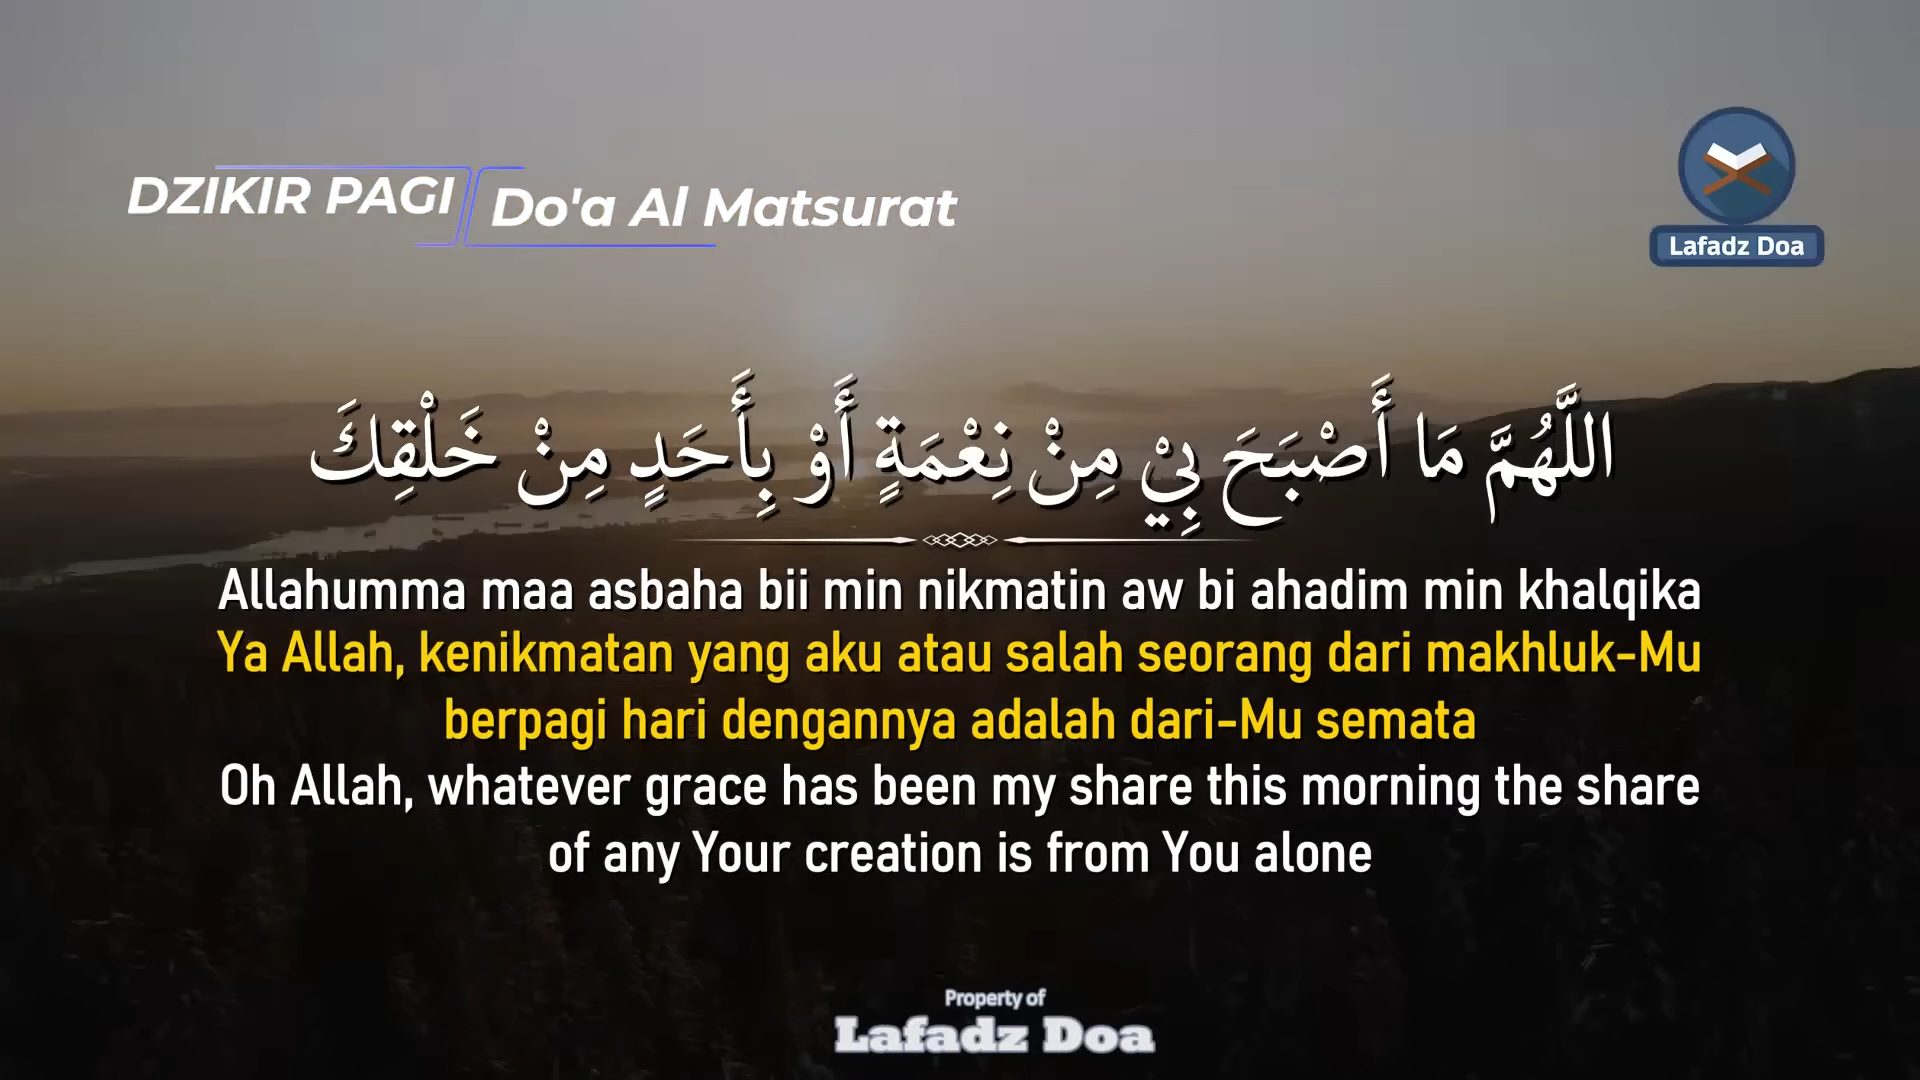 DZIKIR PAGI
Do'a Al Matsurat
Lafadz Doa
اللَّهُمَّ مَا أَصْبَحَ بِيْ مِنْ نِعْمَةٍ أَوْ بِأَحَدٍ مِنْ خَلْقِكَ
Allahumma maa asbaha bii min nikmatin aw bi ahadim min khalqika
Ya Allah, kenikmatan yang aku atau salah seorang dari makhluk-Mu
berpagi hari dengannya adalah dari-Mu semata
Oh Allah, whatever grace has been my share this morning the share
of any Your creation is from You alone
Property of
Lafadz Doa